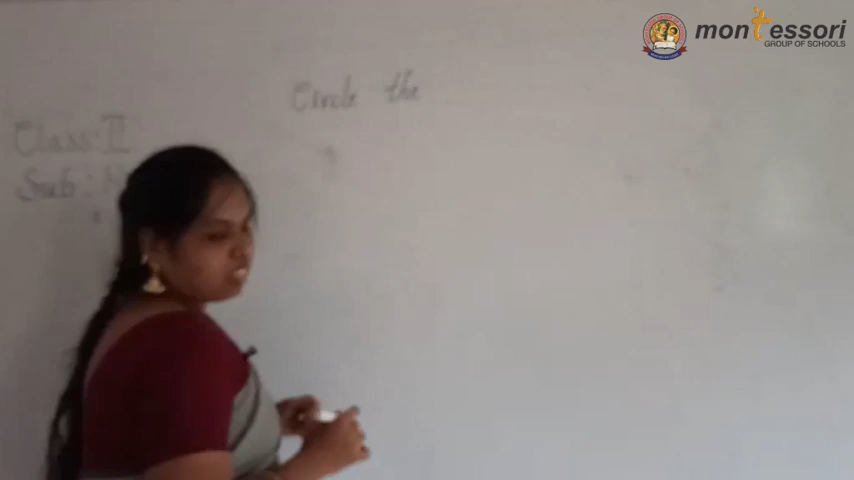 montessori
GROUP OF SCHOOLS
Circle the
Class: II
Sub: